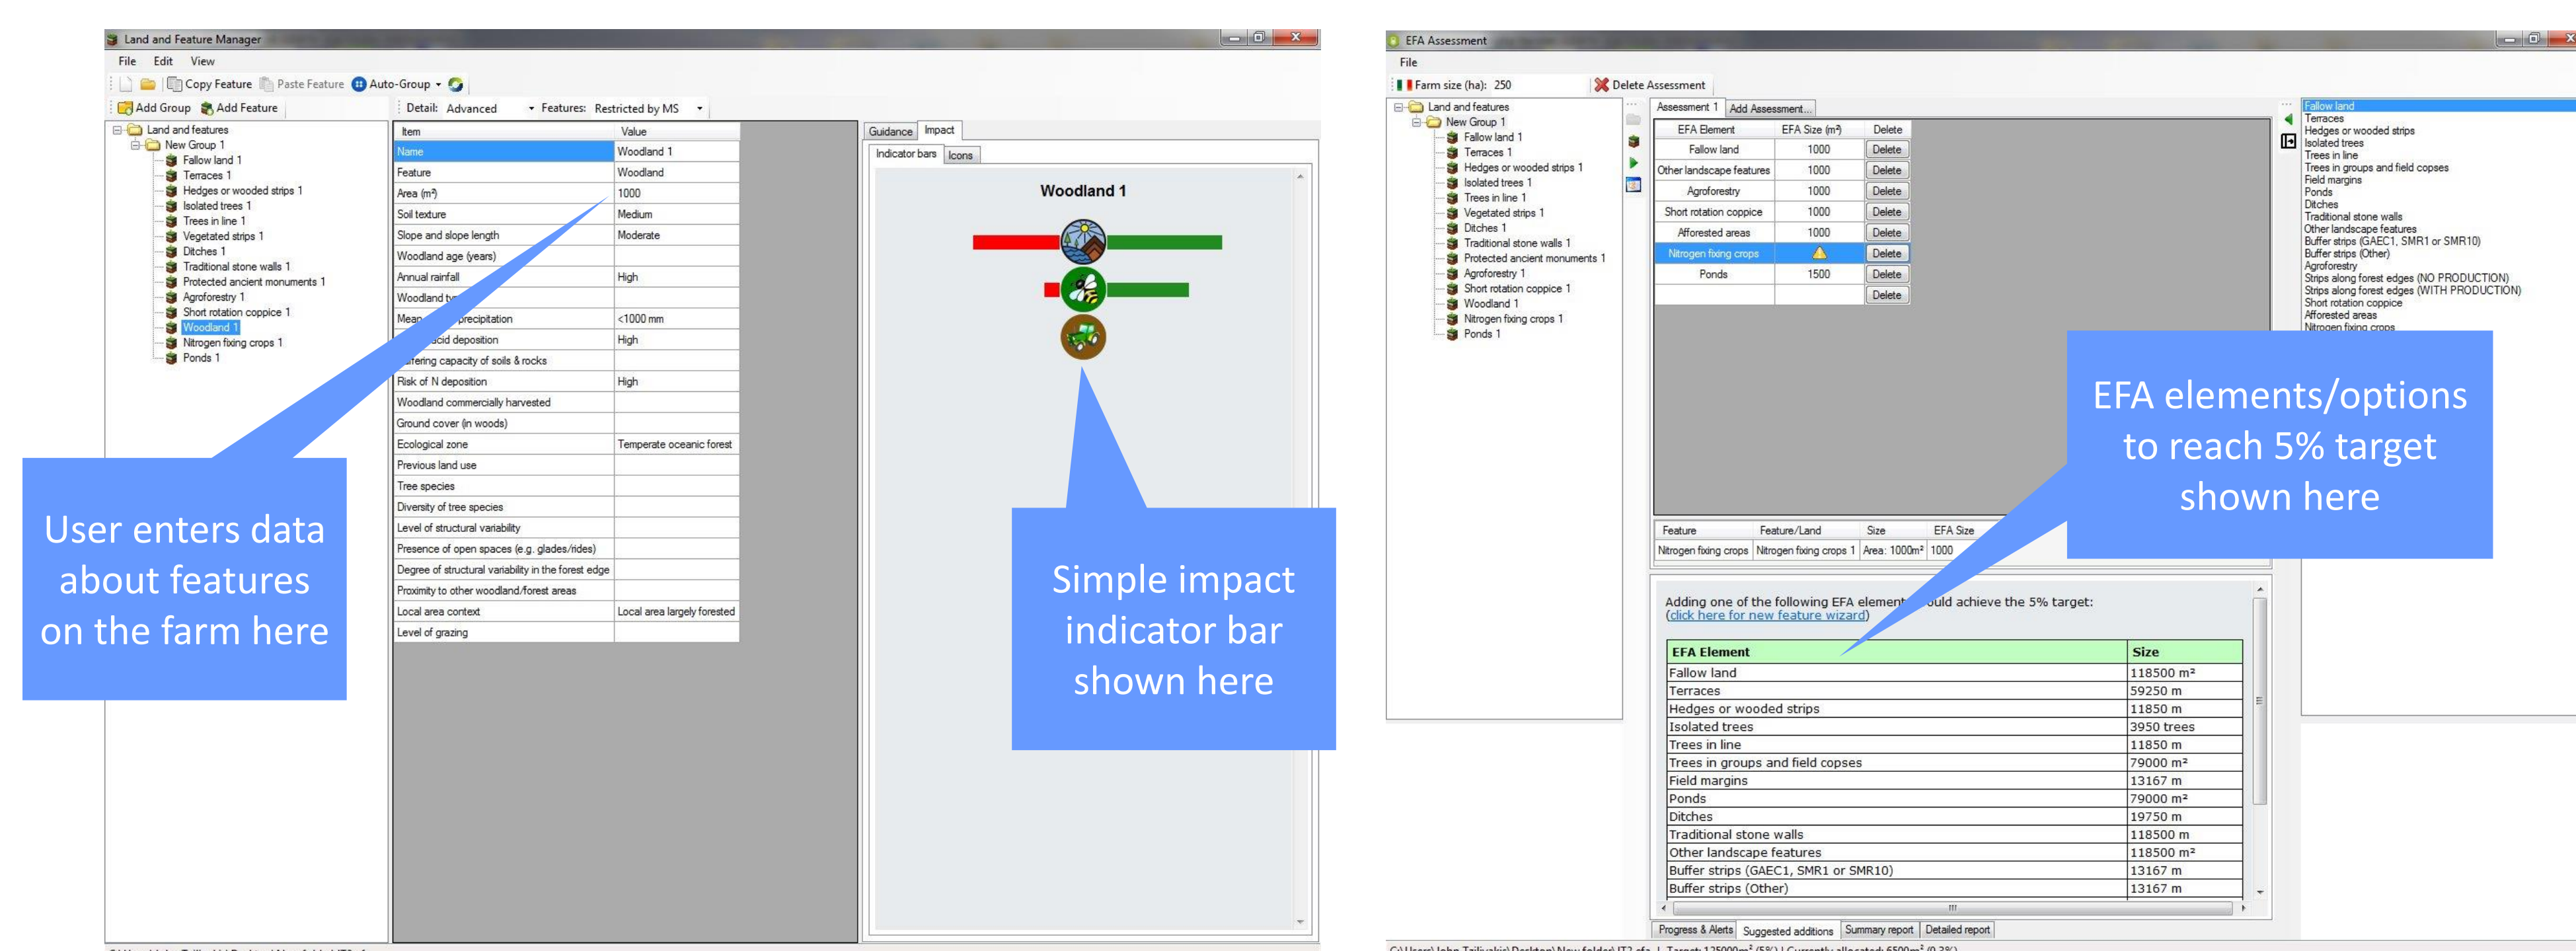 Land and Feature Manager
File Edit View
Copy Feature Paste Feature Auto-Group
Add Group Add Feature
Detail: Advanced Features: Restricted by MS
Land and features
New Group 1
Fallow land 1
Terraces 1
Hedges or wooded strips 1
Isolated trees 1
Trees in line 1
Vegetated strips 1
Ditches 1
Traditional stone walls 1
Protected ancient monuments 1
Agroforestry 1
Short rotation coppice 1
Woodland 1
Nitrogen fixing crops 1
Ponds 1
Item Value
Name Woodland 1
Feature Woodland
Area (m²) 1000
Soil texture Medium
Slope and slope length Moderate
Woodland age (years)
Annual rainfall High
Woodland
Mean precipitation <1000 mm
acid deposition High
capacity of soils & rocks
Risk of N deposition High
Woodland commercially harvested
Ground cover (in woods)
Ecological zone Temperate oceanic forest
Previous land use
Tree species
Diversity of tree species
Level of structural variability
Presence of open spaces (e.g. glades/rides)
Degree of structural variability in the forest edge
Proximity to other woodland/forest areas
Local area context Local area largely forested
Level of grazing
Guidance Impact
Indicator bars Icons
Woodland 1
User enters data
about features
on the farm here
Simple impact
indicator bar
shown here
EFA Assessment
File
Farm size (ha): 250 Delete Assessment
Land and features
New Group 1
Fallow land 1
Terraces 1
Hedges or wooded strips 1
Isolated trees 1
Trees in line 1
Vegetated strips 1
Ditches 1
Traditional stone walls 1
Protected ancient monuments 1
Agroforestry 1
Short rotation coppice 1
Woodland 1
Nitrogen fixing crops 1
Ponds 1
Assessment 1 Add Assessment...
EFA Element EFA Size (m²) Delete
Fallow land 1000 Delete
Other landscape features 1000 Delete
Agroforestry 1000 Delete
Short rotation coppice 1000 Delete
Afforested areas 1000 Delete
Nitrogen fixing crops Delete
Ponds 1500 Delete
Delete
Fallow land
Terraces
Hedges or wooded strips
Isolated trees
Trees in line
Trees in groups and field copses
Field margins
Ponds
Ditches
Traditional stone walls
Other landscape features
Buffer strips (GAEC1, SMR1 or SMR10)
Buffer strips (Other)
Agroforestry
Strips along forest edges (NO PRODUCTION)
Strips along forest edges (WITH PRODUCTION)
Short rotation coppice
Afforested areas
Nitrogen fixing crops
EFA elements/options
to reach 5% target
shown here
Feature Feature/Land Size EFA Size
Nitrogen fixing crops Nitrogen fixing crops 1 Area: 1000m² 1000
Adding one of the following EFA element ould achieve the 5% target:
(click here for new feature wizard)
EFA Element Size
Fallow land 118500 m²
Terraces 59250 m
Hedges or wooded strips 11850 m
Isolated trees 3950 trees
Trees in line 11850 m
Trees in groups and field copses 79000 m²
Field margins 13167 m
Ponds 79000 m²
Ditches 19750 m
Traditional stone walls 118500 m
Other landscape features 118500 m²
Buffer strips (GAEC1, SMR1 or SMR10) 13167 m
Buffer strips (Other) 13167 m
Progress & Alerts Suggested additions Summary report Detailed report